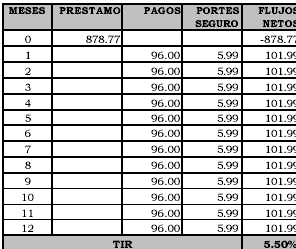 MESES PRESTAMO PAGOS PORTES SEGURO FLUJOS NETOS
0 878.77 -878.77
1 96.00 5.99 101.99
2 96.00 5.99 101.99
3 96.00 5.99 101.99
4 96.00 5.99 101.99
5 96.00 5.99 101.99
6 96.00 5.99 101.99
7 96.00 5.99 101.99
8 96.00 5.99 101.99
9 96.00 5.99 101.99
10 96.00 5.99 101.99
11 96.00 5.99 101.99
12 96.00 5.99 101.99
TIR 5.50%